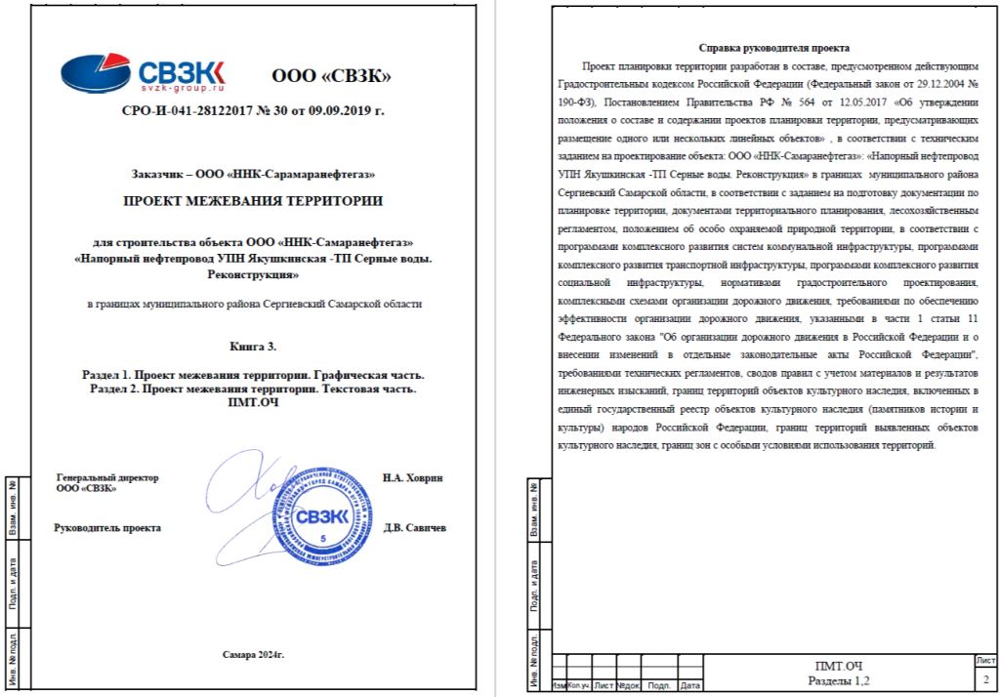 СВЗК
svzk-group.ru
ООО «СВЗК»
СРО-И-041-28122017 № 30 от 09.09.2019 г.
Заказчик – ООО «ННК-Сарамаранефтегаз»
ПРОЕКТ МЕЖЕВАНИЯ ТЕРРИТОРИИ
для строительства объекта ООО «ННК-Самаранефтегаз»
«Напорный нефтепровод УПН Якушкинская -ТП Серные воды.
Реконструкция»
в границах муниципального района Сергиевский Самарской области
Книга 3.
Раздел 1. Проект межевания территории. Графическая часть.
Раздел 2. Проект межевания территории. Текстовая часть.
ПМТ.ОЧ
Генеральный директор
ООО «СВЗК»
Н.А. Ховрин
Руководитель проекта
Д.В. Савичев
СВЗК
5
Самара 2024г.
Взам. инв. №
Подп. и дата
Инв. № подл.
Справка руководителя проекта
Проект планировки территории разработан в составе, предусмотренном действующим
Градостроительным кодексом Российской Федерации (Федеральный закон от 29.12.2004 №
190-ФЗ), Постановлением Правительства РФ № 564 от 12.05.2017 «Об утверждении
положения о составе и содержании проектов планировки территории, предусматривающих
размещение одного или нескольких линейных объектов» , в соответствии с техническим
заданием на проектирование объекта: ООО «ННК-Самаранефтегаз»: «Напорный нефтепровод
УПН Якушкинская -ТП Серные воды. Реконструкция» в границах муниципального района
Сергиевский Самарской области, в соответствии с заданием на подготовку документации по
планировке территории, документами территориального планирования, лесохозяйственным
регламентом, положением об особо охраняемой природной территории, в соответствии с
программами комплексного развития систем коммунальной инфраструктуры, программами
комплексного развития транспортной инфраструктуры, программами комплексного развития
социальной инфраструктуры, нормативами градостроительного проектирования,
комплексными схемами организации дорожного движения, требованиями по обеспечению
эффективности организации дорожного движения, указанными в части 1 статьи 11
Федерального закона "Об организации дорожного движения в Российской Федерации и о
внесении изменений в отдельные законодательные акты Российской Федерации",
требованиями технических регламентов, сводов правил с учетом материалов и результатов
инженерных изысканий, границ территорий объектов культурного наследия, включенных в
единый государственный реестр объектов культурного наследия (памятников истории и
культуры) народов Российской Федерации, границ территорий выявленных объектов
культурного наследия, границ зон с особыми условиями использования территорий.
Взам. инв. №
Подп. и дата
Инв. № подл.
Изм Кол.уч. Лист №док. Подп. Дата
ПМТ.ОЧ
Разделы 1,2
Лист
2